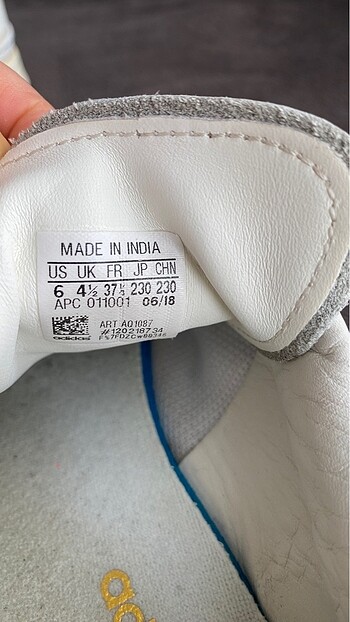 MADE IN INDIA
US UK FR JP CHN
6 4½ 37⅓ 230 230
APC 011001 06/18
ART AQ1087
#120218734
adidas